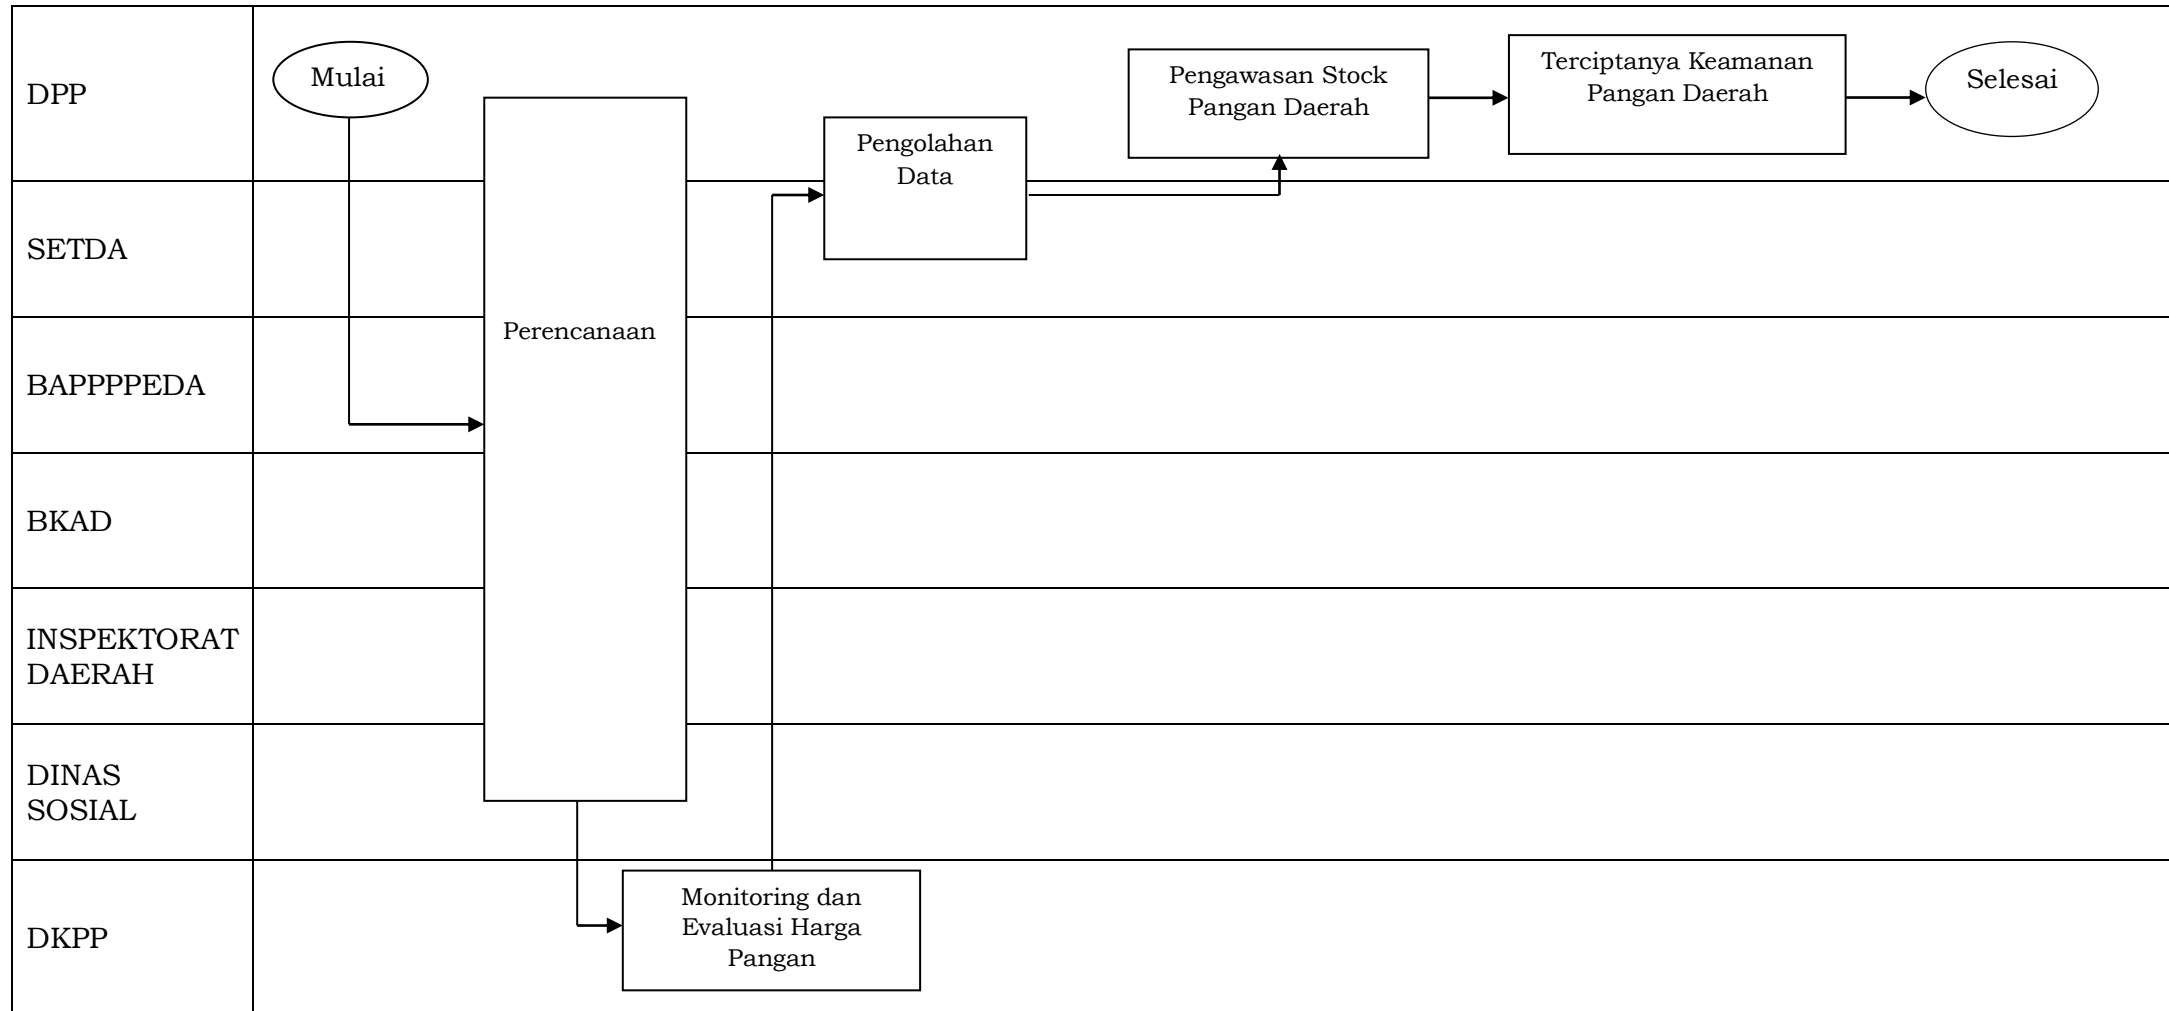 DPP
Mulai
Pengolahan
Data
Pengawasan Stock
Pangan Daerah
Terciptanya Keamanan
Pangan Daerah
Selesai
SETDA
Perencanaan
BAPPPPEDA
BKAD
INSPEKTORAT
DAERAH
DINAS
SOSIAL
DKPP
Monitoring dan
Evaluasi Harga
Pangan